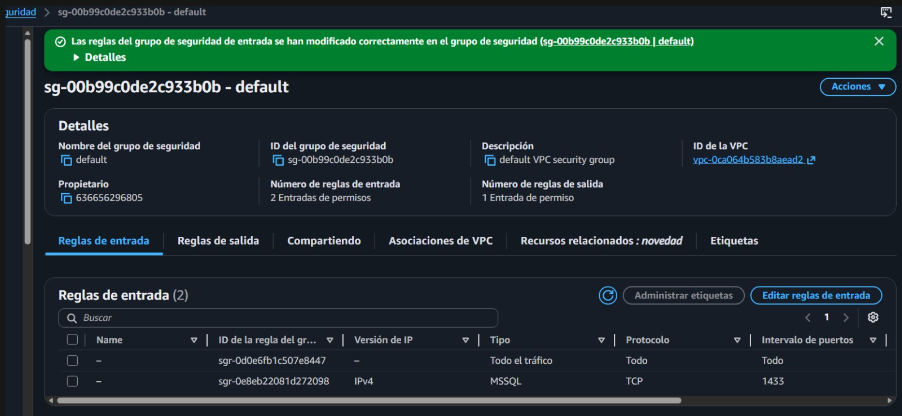 guridad > sg-00b99c0de2c933b0b - default
Las reglas del grupo de seguridad de entrada se han modificado correctamente en el grupo de seguridad (sg-00b99c0de2c933b0b | default)
Detalles
sg-00b99c0de2c933b0b - default
Acciones
Detalles
Nombre del grupo de seguridad ID del grupo de seguridad Descripción ID de la VPC
default sg-00b99c0de2c933b0b default VPC security group vpc-0ca064b583b8aead2
Propietario Número de reglas de entrada Número de reglas de salida
636656296805 2 Entradas de permisos 1 Entrada de permiso
Reglas de entrada Reglas de salida Compartiendo Asociaciones de VPC Recursos relacionados : novedad Etiquetas
Reglas de entrada (2) Administrar etiquetas Editar reglas de entrada
Buscar < 1 >
Name ID de la regla del gr... Versión de IP Tipo Protocolo Intervalo de puertos
– sgr-0d0e6fb1c507e8447 – Todo el tráfico Todo Todo
– sgr-0e8eb22081d272098 IPv4 MSSQL TCP 1433